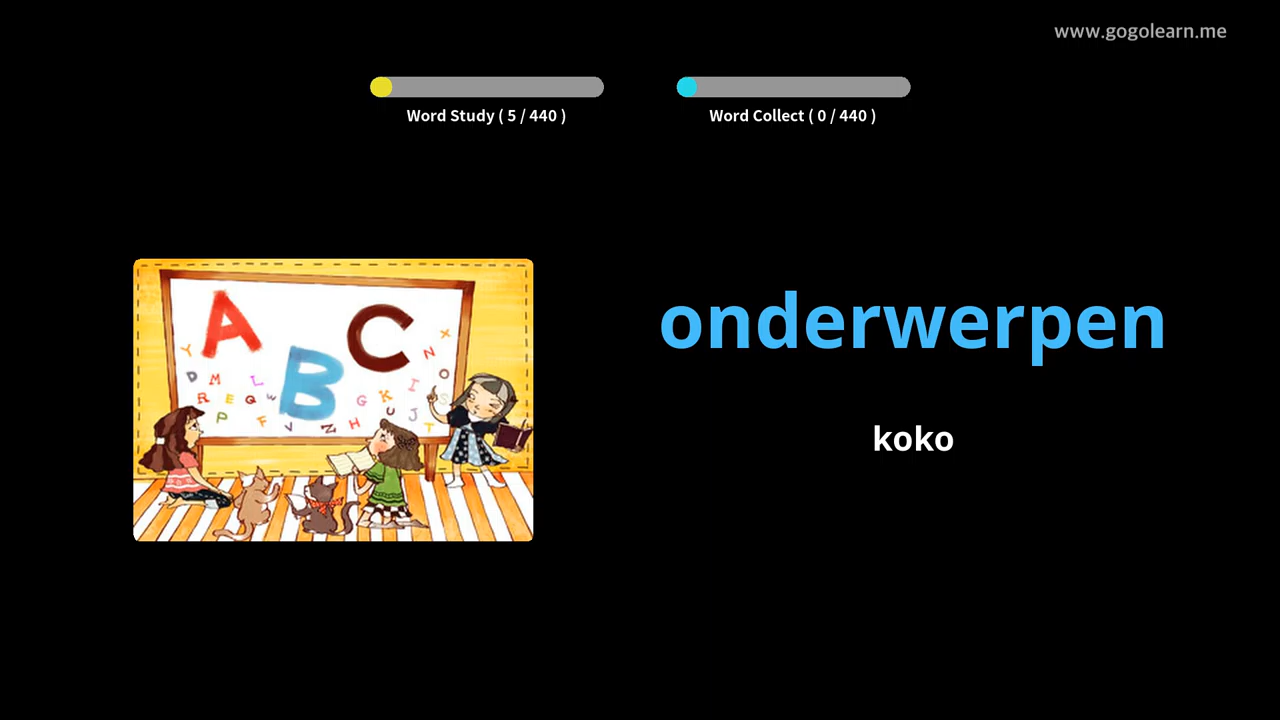 www.gogolearn.me
Word Study ( 5 / 440 )
Word Collect ( 0 / 440 )
A
B
C
X
Y
N
D
M
L
O
I
R
E
Q
W
G
K
S
P
F
V
Z
H
U
J
T
onderwerpen
koko